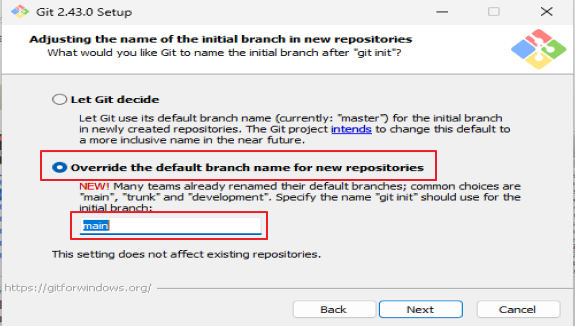 Git 2.43.0 Setup
Adjusting the name of the initial branch in new repositories
What would you like Git to name the initial branch after "git init"?
Let Git decide
Let Git use its default branch name (currently: "master") for the initial branch
in newly created repositories. The Git project intends to change this default to
a more inclusive name in the near future.
Override the default branch name for new repositories
NEW! Many teams already renamed their default branches; common choices are
"main", "trunk" and "development". Specify the name "git init" should use for the
initial branch:
main
This setting does not affect existing repositories.
https://gitforwindows.org/
Back
Next
Cancel